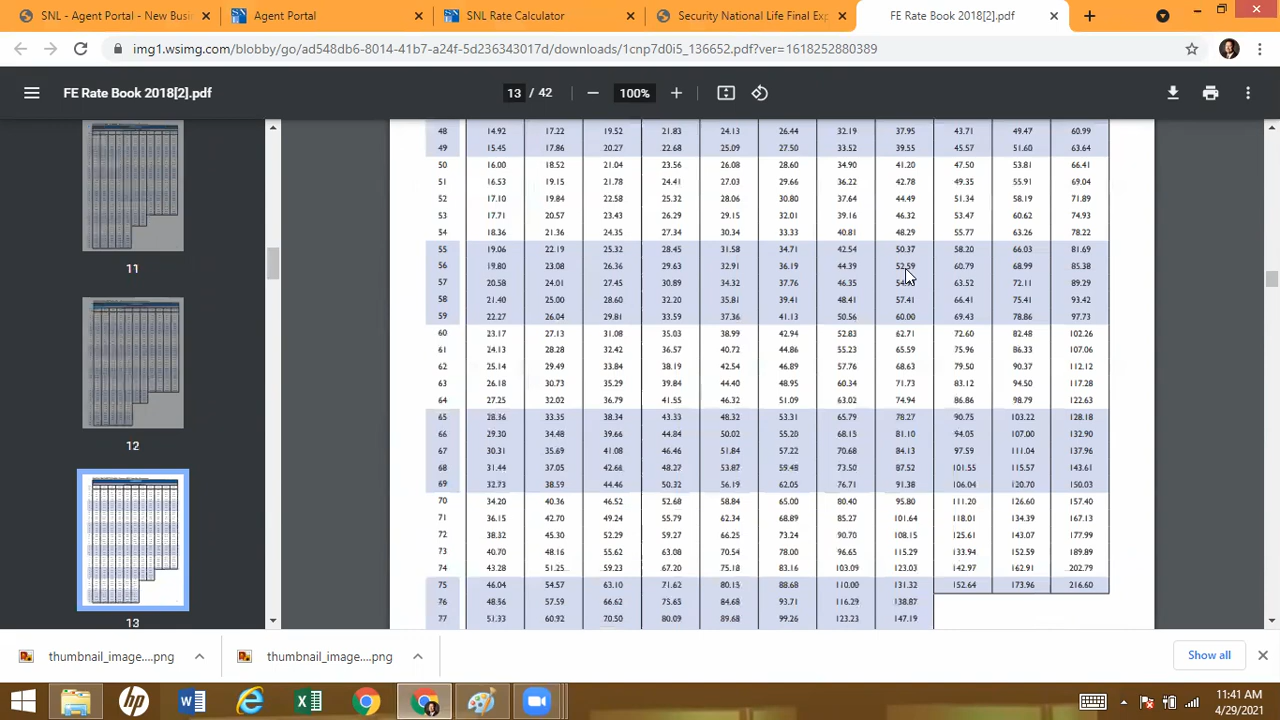 SNL - Agent Portal - New Busi
Agent Portal
SNL Rate Calculator
Security National Life Final Exp
FE Rate Book 2018[2].pdf
img1.wsimg.com/blobby/go/ad548db6-8014-41b7-a24f-5d236343017d/downloads/1cnp7d0i5_136652.pdf?ver=1618252880389
FE Rate Book 2018[2].pdf
13 / 42
100%
48 14.92 17.22 19.52 21.83 24.13 26.44 32.19 37.95 43.71 49.47 60.99
49 15.45 17.86 20.27 22.68 25.09 27.50 33.52 39.55 45.57 51.60 63.64
50 16.00 18.52 21.04 23.56 26.08 28.60 34.90 41.20 47.50 53.81 66.41
51 16.53 19.15 21.78 24.41 27.03 29.66 36.22 42.78 49.35 55.91 69.04
52 17.10 19.84 22.58 25.32 28.06 30.80 37.64 44.49 51.34 58.19 71.89
53 17.71 20.57 23.43 26.29 29.15 32.01 39.16 46.32 53.47 60.62 74.93
54 18.36 21.36 24.35 27.34 30.34 33.33 40.81 48.29 55.77 63.26 78.22
55 19.06 22.19 25.32 28.45 31.58 34.71 42.54 50.37 58.20 66.03 81.69
56 19.80 23.08 26.36 29.63 32.91 36.19 44.39 52.59 60.79 68.99 85.38
57 20.58 24.01 27.45 30.89 34.32 37.76 46.35 63.52 72.11 89.29
58 21.40 25.00 28.60 32.20 35.81 39.41 48.41 57.41 66.41 75.41 93.42
59 22.27 26.04 29.81 33.59 37.36 41.13 50.56 60.00 69.43 78.86 97.73
60 23.17 27.13 31.08 35.03 38.99 42.94 52.83 62.71 72.60 82.48 102.26
61 24.13 28.28 32.42 36.57 40.72 44.86 55.23 65.59 75.96 86.33 107.06
62 25.14 29.49 33.84 38.19 42.54 46.89 57.76 68.63 79.50 90.37 112.12
63 26.18 30.73 35.29 39.84 44.40 48.95 60.34 71.73 83.12 94.50 117.28
64 27.25 32.02 36.79 41.55 46.32 51.09 63.02 74.94 86.86 98.79 122.63
65 28.36 33.35 38.34 43.33 48.32 53.31 65.79 78.27 90.75 103.22 128.18
66 29.30 34.48 39.66 44.84 50.02 55.20 68.15 81.10 94.05 107.00 132.90
67 30.31 35.69 41.08 46.46 51.84 57.22 70.68 84.13 97.59 111.04 137.96
68 31.44 37.05 42.66 48.27 53.87 59.48 73.50 87.52 101.55 115.57 143.61
69 32.73 38.59 44.46 50.32 56.19 62.05 76.71 91.38 106.04 120.70 150.03
70 34.20 40.36 46.52 52.68 58.84 65.00 80.40 95.80 111.20 126.60 157.40
71 36.15 42.70 49.24 55.79 62.34 68.89 85.27 101.64 118.01 134.39 167.13
72 38.32 45.30 52.29 59.27 66.25 73.24 90.70 108.15 125.61 143.07 177.99
73 40.70 48.16 55.62 63.08 70.54 78.00 96.65 115.29 133.94 152.59 189.89
74 43.28 51.25 59.23 67.20 75.18 83.16 103.09 123.03 142.97 162.91 202.79
75 46.04 54.57 63.10 71.62 80.15 88.68 110.00 131.32 152.64 173.96 216.60
76 48.56 57.59 66.62 75.65 84.68 93.71 116.29 138.87
77 51.33 60.92 70.50 80.09 89.68 99.26 123.23 147.19
11
12
13
thumbnail_image....png
thumbnail_image....png
Show all
11:41 AM
4/29/2021